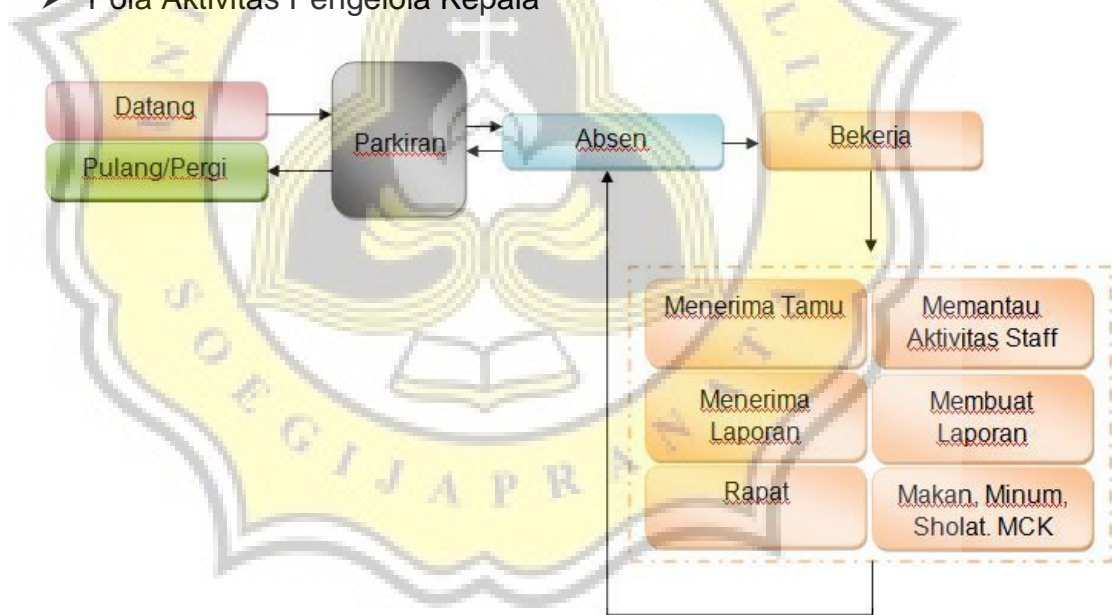 ➤ Pola Aktivitas Pengelola Kepala
Datang
Pulang/Pergi
Parkiran
Absen
Bekerja
Menerima Tamu
Memantau
Aktivitas Staff
Menerima
Laporan
Membuat
Laporan
Rapat
Makan, Minum,
Sholat. MCK
SOEGIJAPRANATA